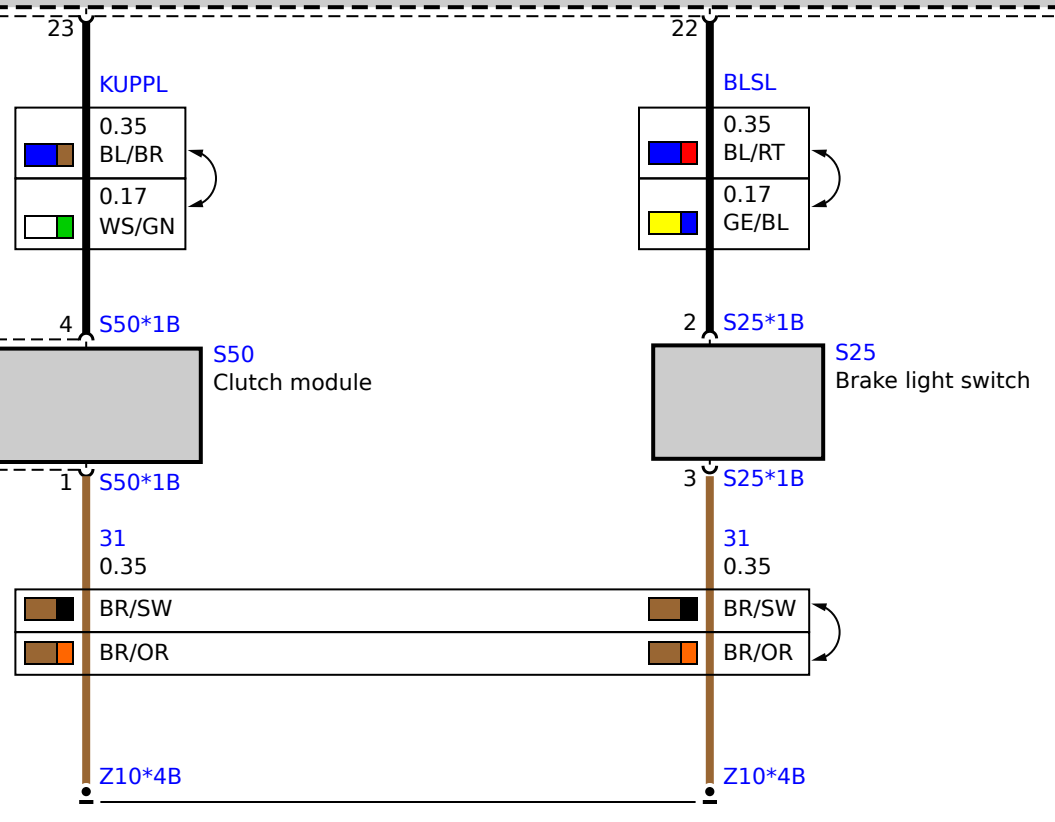 23
22
KUPPL
BLSL
0.35
BL/BR
0.35
BL/RT
0.17
WS/GN
0.17
GE/BL
4
S50*1B
2
S25*1B
S50
Clutch module
S25
Brake light switch
1
S50*1B
3
S25*1B
31
0.35
31
0.35
BR/SW
BR/SW
BR/OR
BR/OR
Z10*4B
Z10*4B